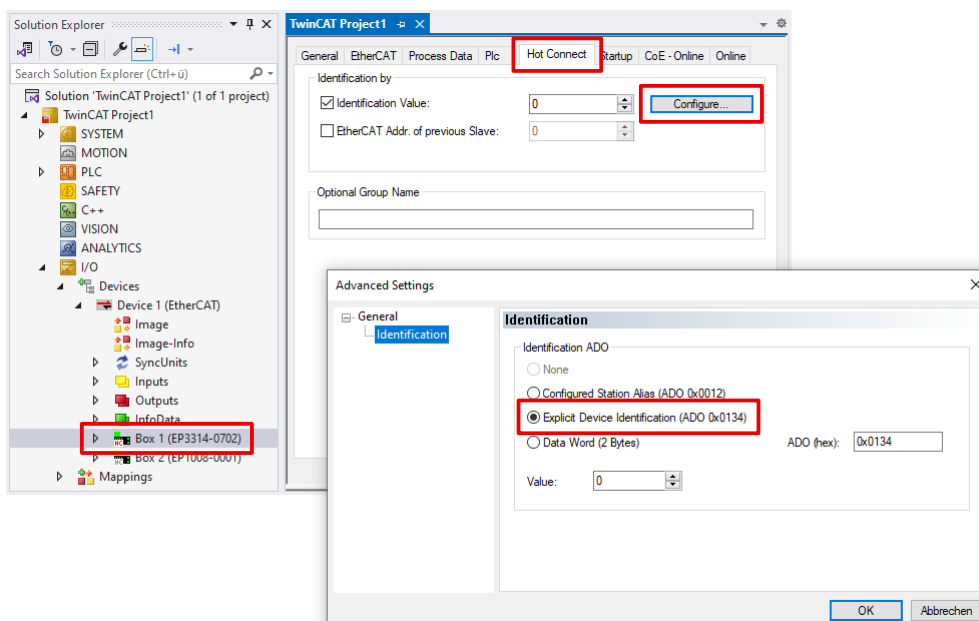 Solution Explorer
Search Solution Explorer (Ctrl+ü)
Solution 'TwinCAT Project1' (1 of 1 project)
TwinCAT Project1
SYSTEM
MOTION
PLC
SAFETY
C++
VISION
ANALYTICS
I/O
Devices
Device 1 (EtherCAT)
Image
Image-Info
SyncUnits
Inputs
Outputs
InfoData
Box 1 (EP3314-0702)
Box 2 (EP1008-0001)
Mappings
TwinCAT Project1
General EtherCAT Process Data Plc Hot Connect Startup CoE - Online Online
Identification by
Identification Value: 0 Configure...
EtherCAT Addr. of previous Slave: 0
Optional Group Name
Advanced Settings
General
Identification
Identification
Identification ADO
None
Configured Station Alias (ADO 0x0012)
Explicit Device Identification (ADO 0x0134)
Data Word (2 Bytes) ADO (hex): 0x0134
Value: 0
OK Abbrechen